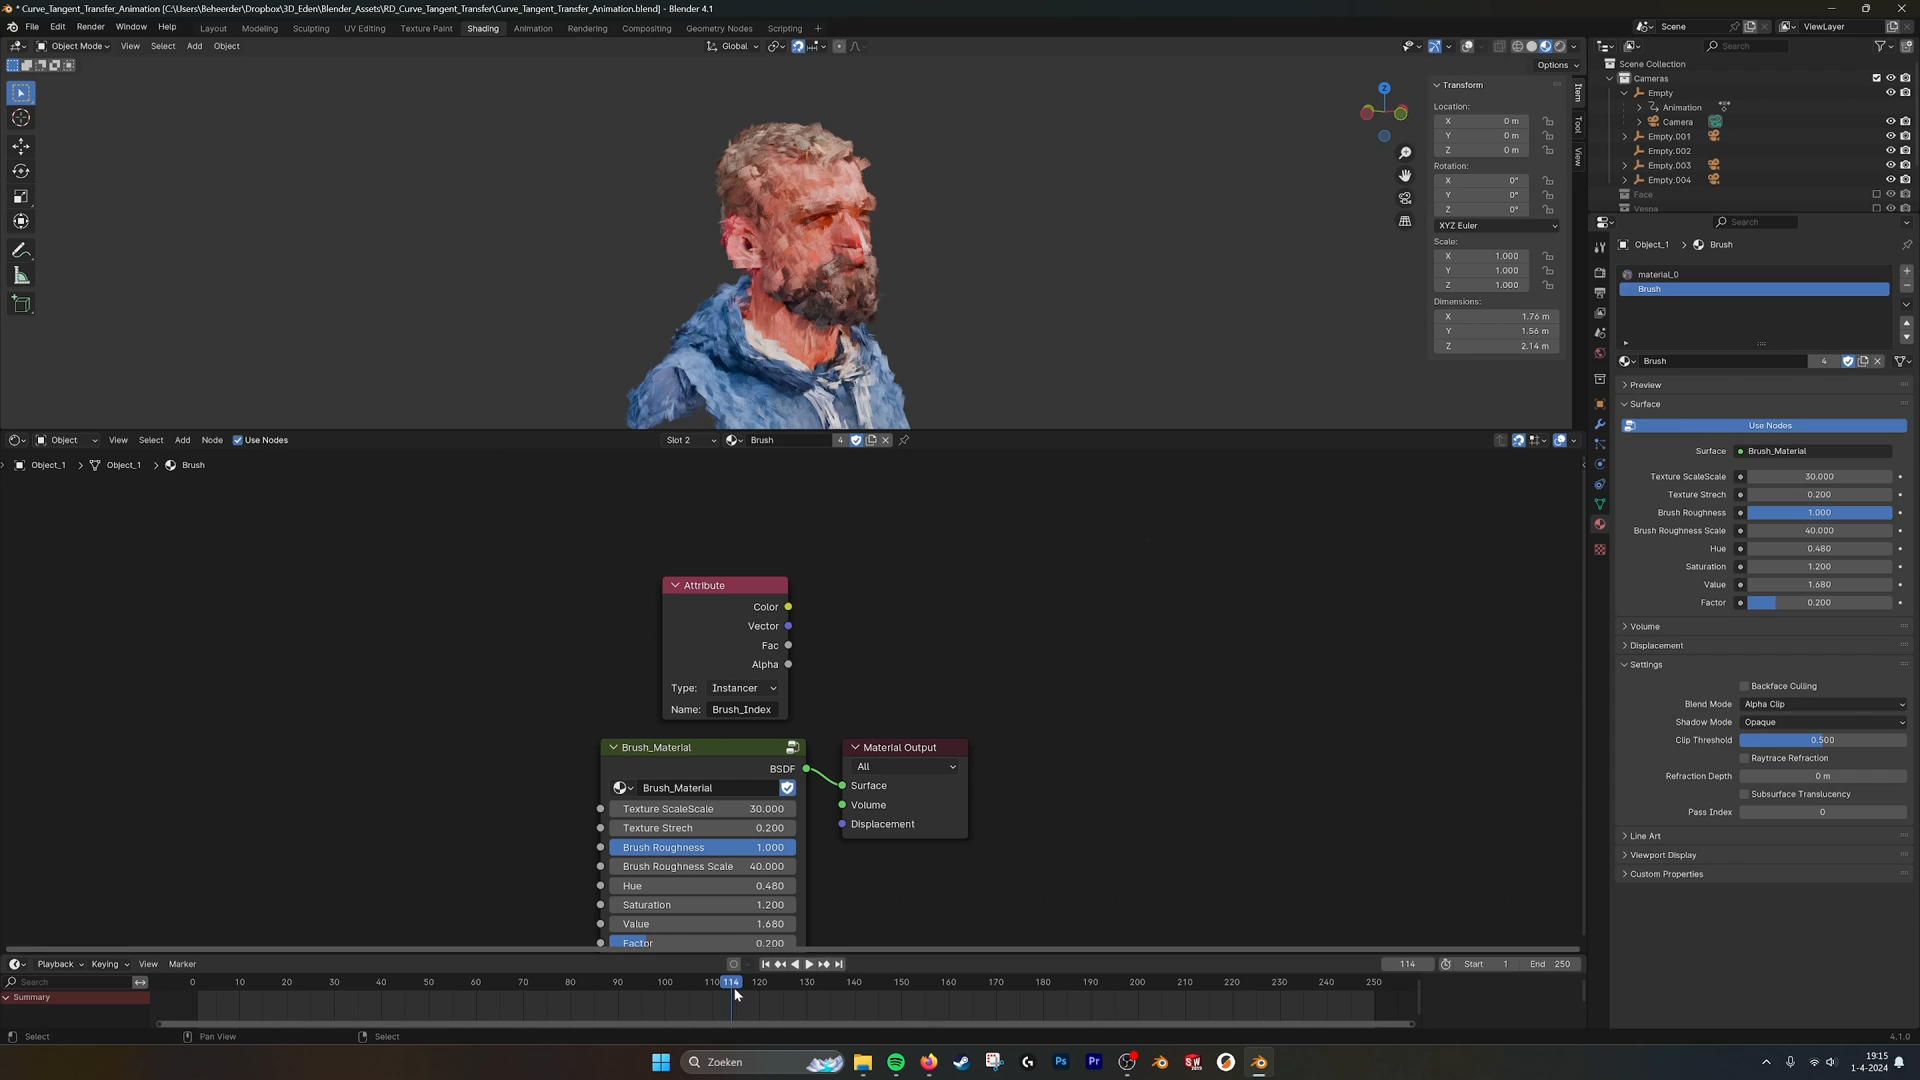 * Curve_Tangent_Transfer_Animation [C:\Users\Beheerder\Dropbox\3D_Eden\Blender_Assets\RD_Curve_Tangent_Transfer\Curve_Tangent_Transfer_Animation.blend] - Blender 4.1
File Edit Render Window Help Layout Modeling Sculpting UV Editing Texture Paint Shading Animation Rendering Compositing Geometry Nodes Scripting + Scene ViewLayer
Object Mode View Select Add Object Global Search
Options
Scene Collection
Cameras
Empty
Animation
Camera
Empty.001
Empty.002
Empty.003
Empty.004
Face
Vespa
Item
Tool
View
Transform
Location:
X 0 m
Y 0 m
Z 0 m
Rotation:
X 0°
Y 0°
Z 0°
XYZ Euler
Scale:
X 1.000
Y 1.000
Z 1.000
Dimensions:
X 1.76 m
Y 1.56 m
Z 2.14 m
Z
Search
Object_1 Brush
material_0
Brush
Brush 4
Preview
Surface
Use Nodes
Surface Brush_Material
Texture ScaleScale 30.000
Texture Strech 0.200
Brush Roughness 1.000
Brush Roughness Scale 40.000
Hue 0.480
Saturation 1.200
Value 1.680
Factor 0.200
Volume
Displacement
Settings
Backface Culling
Blend Mode Alpha Clip
Shadow Mode Opaque
Clip Threshold 0.500
Raytrace Refraction
Refraction Depth 0 m
Subsurface Translucency
Pass Index 0
Line Art
Viewport Display
Custom Properties
Object View Select Add Node Use Nodes Slot 2 Brush 4
Object_1 Object_1 Brush
Attribute
Color
Vector
Fac
Alpha
Type: Instancer
Name: Brush_Index
Brush_Material
BSDF
Brush_Material
Texture ScaleScale 30.000
Texture Strech 0.200
Brush Roughness 1.000
Brush Roughness Scale 40.000
Hue 0.480
Saturation 1.200
Value 1.680
Factor 0.200
Material Output
All
Surface
Volume
Displacement
Playback Keying View Marker 114 Start 1 End 250
Search 0 10 20 30 40 50 60 70 80 90 100 110 114 120 130 140 150 160 170 180 190 200 210 220 230 240 250
Summary
Select Pan View Select 4.1.0
Zoeken Ps Pr SW 2019 19:15
1-4-2024